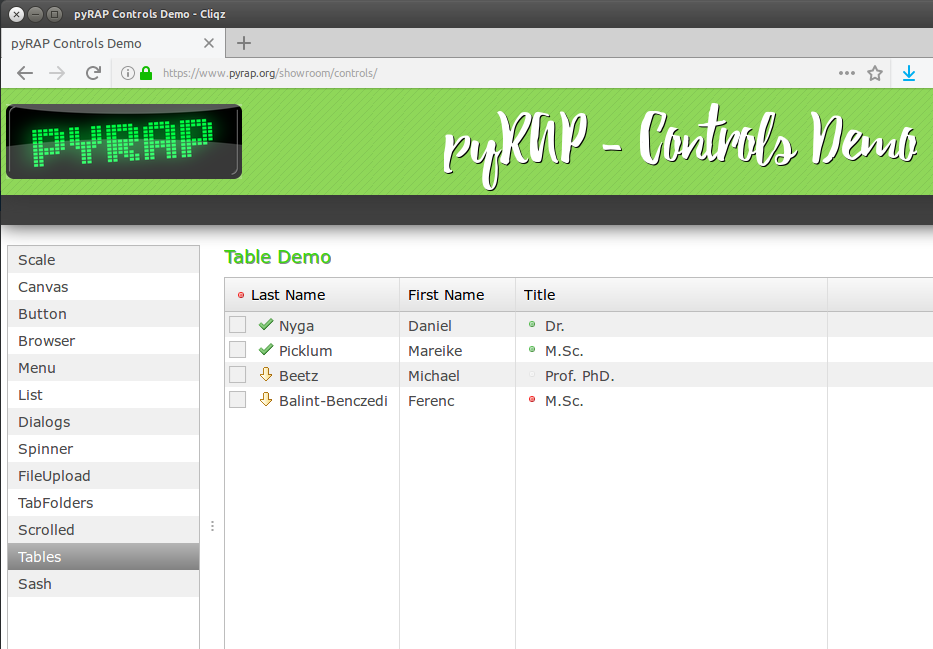 pyRAP Controls Demo - Cliqz
pyRAP Controls Demo
https://www.pyrap.org/showroom/controls/
PYRAP
pyRAP - Controls Demo
Scale
Canvas
Button
Browser
Menu
List
Dialogs
Spinner
FileUpload
TabFolders
Scrolled
Tables
Sash
Table Demo
Last Name First Name Title
Nyga Daniel Dr.
Picklum Mareike M.Sc.
Beetz Michael Prof. PhD.
Balint-Benczedi Ferenc M.Sc.